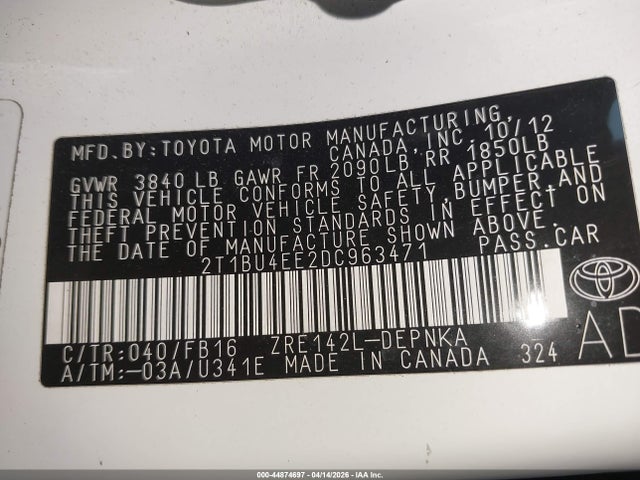 MFD.BY:TOYOTA MOTOR MANUFACTURING,
CANADA,INC. 10/12
GVWR 3840 LB GAWR FR 2090LB,RR 1850LB
THIS VEHICLE CONFORMS TO ALL APPLICABLE
FEDERAL MOTOR VEHICLE SAFETY,BUMPER,AND
THEFT PREVENTION STANDARDS IN EFFECT ON
THE DATE OF MANUFACTURE SHOWN ABOVE.
2T1BU4EE2DC963471 PASS.CAR
C/TR:040/FB16 ZRE142L-DEPNKA
A/TM:-03A/U341E MADE IN CANADA 324
AD
000-44874697 - 04/14/2026 - IAA Inc.